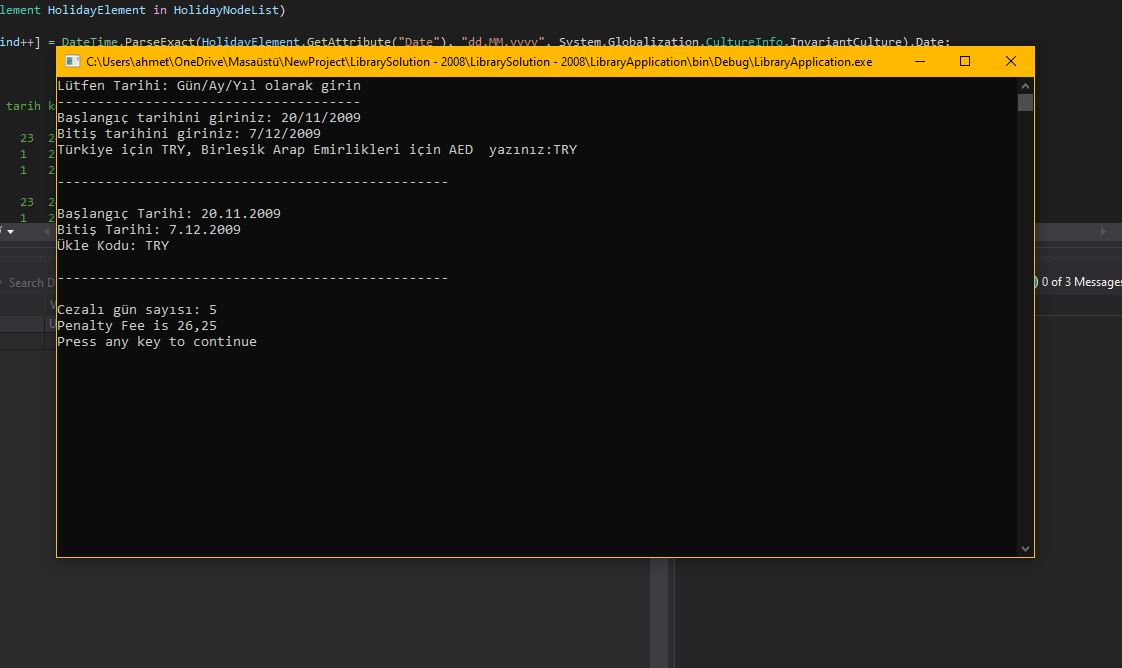 lement HolidayElement in HolidayNodeList)
ind++] = DateTime.ParseExact(HolidayElement.GetAttribute("Date"), "dd.MM.yyyy", System.Globalization.CultureInfo.InvariantCulture).Date;
C:\Users\ahmet\OneDrive\Masaüstü\NewProject\LibrarySolution - 2008\LibrarySolution - 2008\LibraryApplication\bin\Debug\LibraryApplication.exe
Lütfen Tarihi: Gün/Ay/Yıl olarak girin
--------------------------------------
tarih k
Başlangıç tarihini giriniz: 20/11/2009
23 2
Bitiş tarihini giriniz: 7/12/2009
1 2
Türkiye için TRY, Birleşik Arap Emirlikleri için AED  yazınız:TRY
1 2
-------------------------------------------------
23 2
Başlangıç Tarihi: 20.11.2009
1 2
Bitiş Tarihi: 7.12.2009
Ükle Kodu: TRY
-------------------------------------------------
Search D
0 of 3 Messages
Cezalı gün sayısı: 5
Penalty Fee is 26,25
Press any key to continue